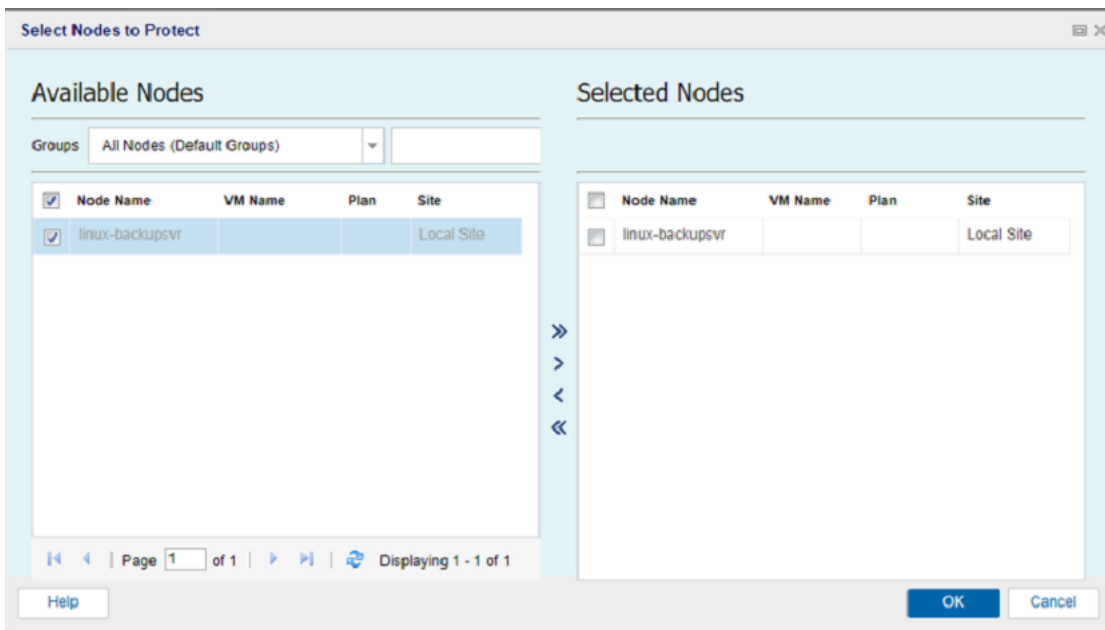 Select Nodes to Protect
Available Nodes
Selected Nodes
Groups All Nodes (Default Groups)
Node Name VM Name Plan Site
linux-backupsvr Local Site
Node Name VM Name Plan Site
linux-backupsvr Local Site
Page 1 of 1 Displaying 1 - 1 of 1
Help OK Cancel